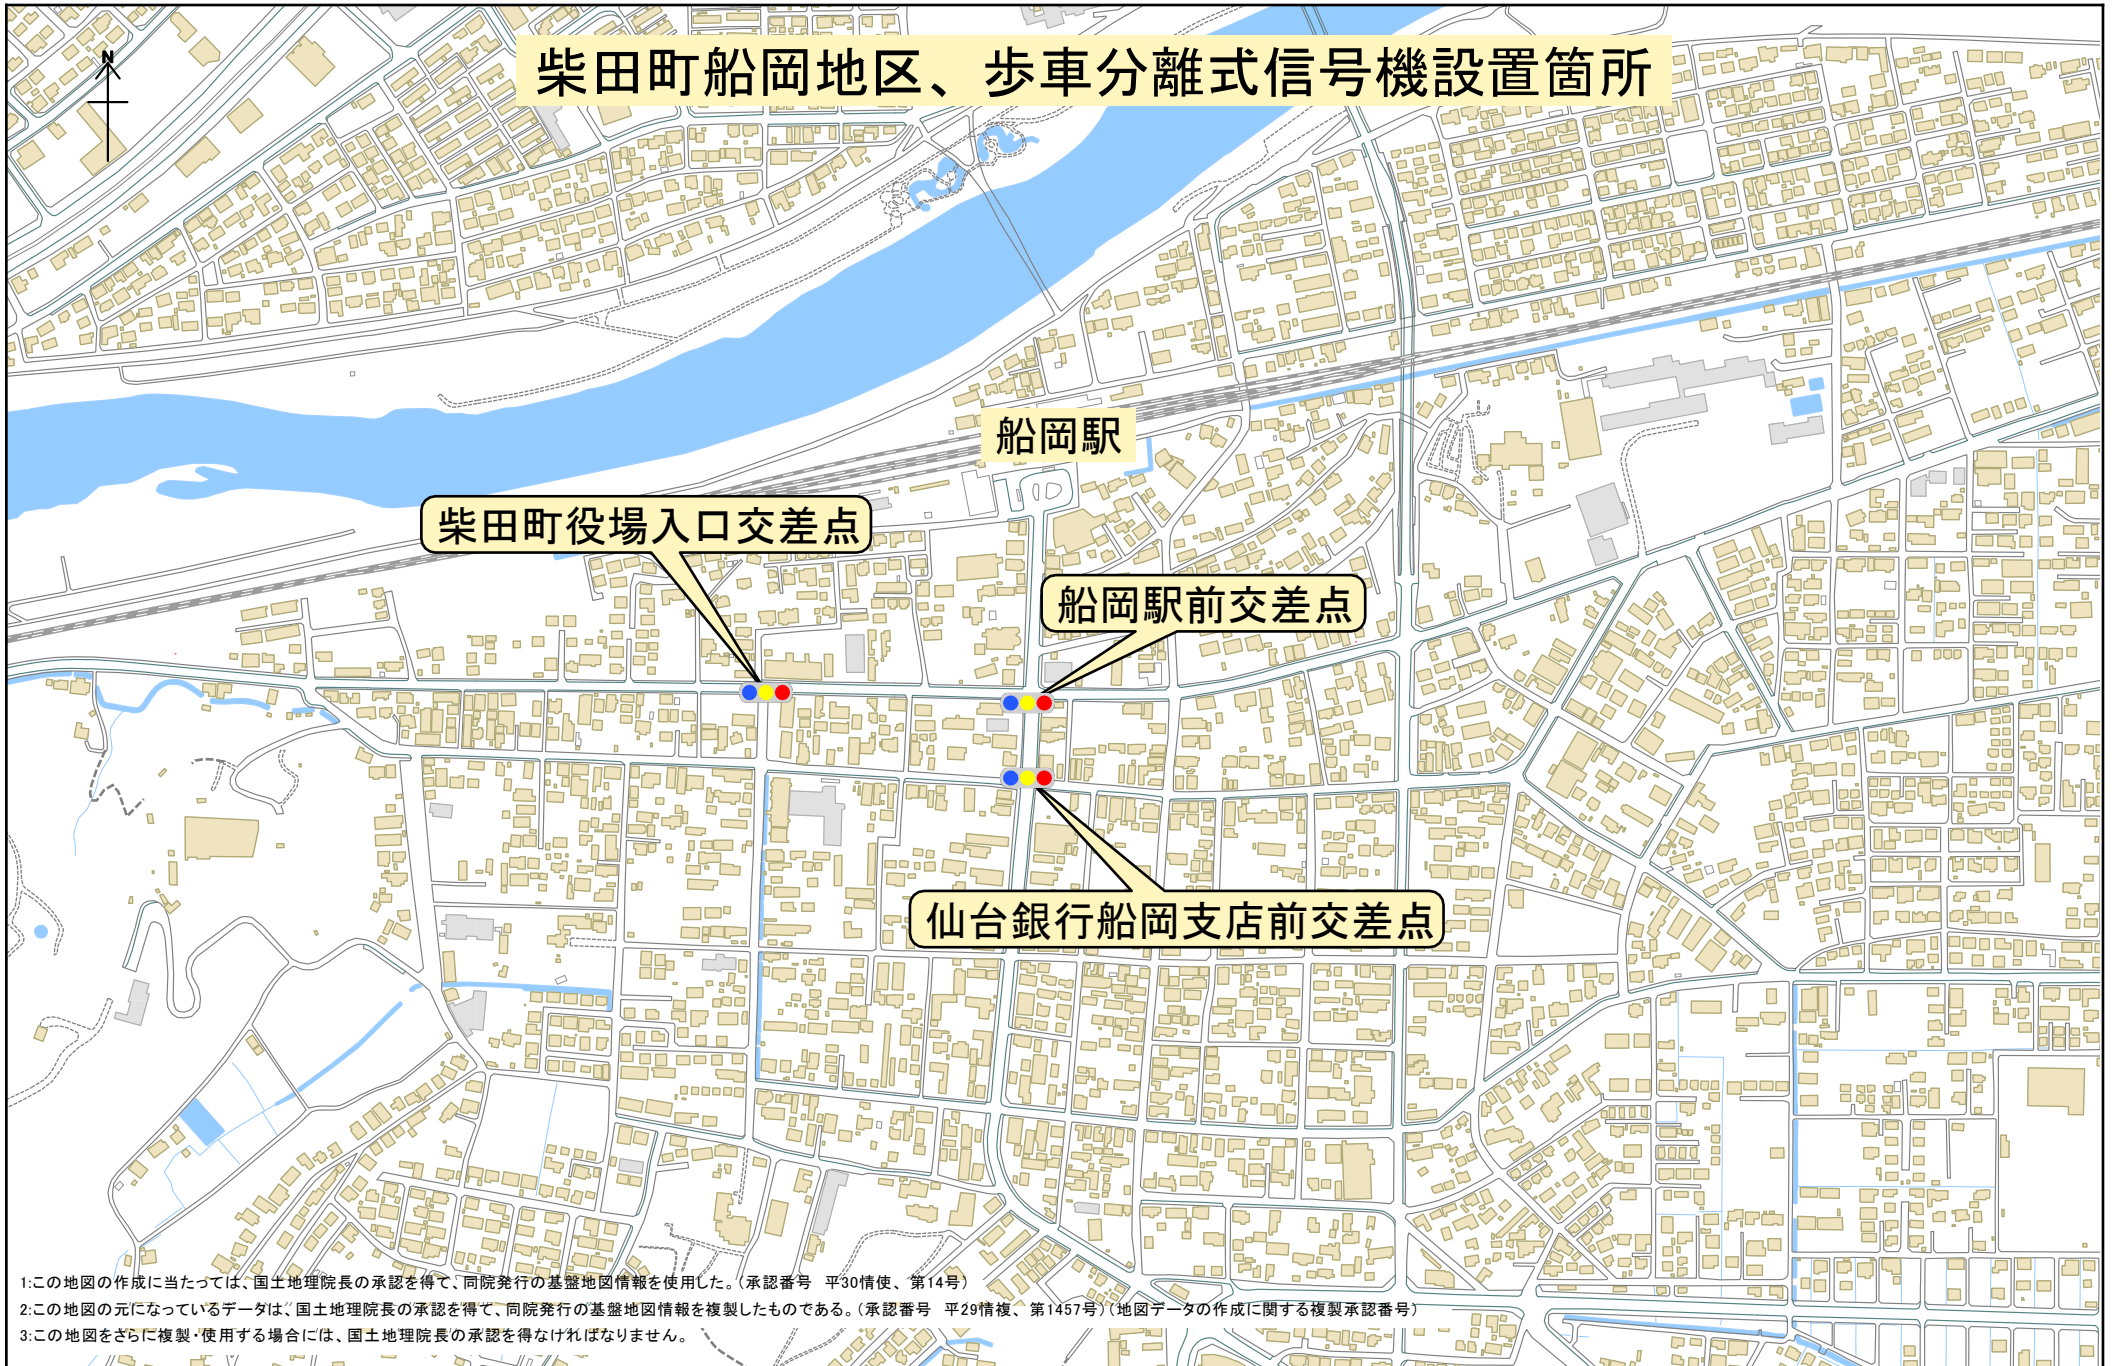 柴田町船岡地区、歩車分離式信号機設置箇所
N
船岡駅
柴田町役場入口交差点
船岡駅前交差点
仙台銀行船岡支店前交差点
1:この地図の作成に当たっては、国土地理院長の承認を得て、同院発行の基盤地図情報を使用した。(承認番号 平30情使、第14号)
2:この地図の元になっているデータは、国土地理院長の承認を得て、同院発行の基盤地図情報を複製したものである。(承認番号 平29情複、第1457号)(地図データの作成に関する複製承認番号)
3:この地図をさらに複製・使用する場合には、国土地理院長の承認を得なければなりません。